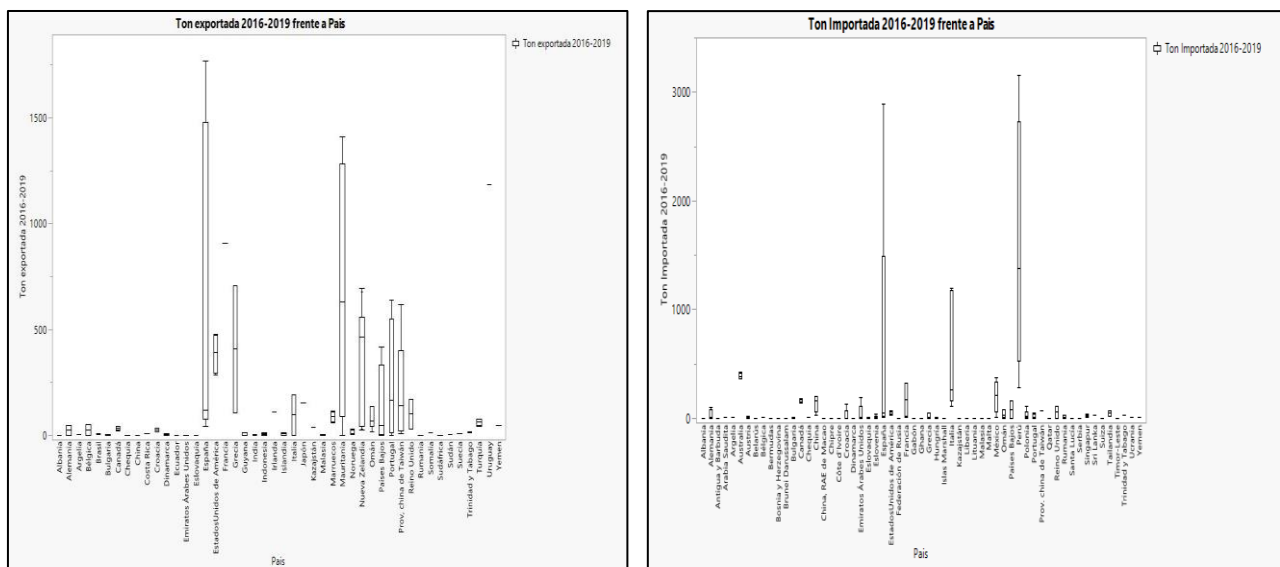 Ton exportada 2016-2019 frente a Pais
Ton exportada 2016-2019
Ton exportada 2016-2019
1500
1000
500
0
Albania
Alemania
Argelia
Bélgica
Brasil
Bulgaria
Canadá
Chequia
China
Costa Rica
Croacia
Dinamarca
Ecuador
Emiratos Árabes Unidos
Eslovaquia
España
EstadosUnidos de América
Francia
Grecia
Guyana
India
Indonesia
Irlanda
Islandia
Italia
Japón
Kazajstán
Malasia
Marruecos
Mauritania
Noruega
Nueva Zelandia
Omán
Países Bajos
Portugal
Prov. china de Taiwán
Reino Unido
Rumania
Somalia
Sudáfrica
Sudán
Suecia
Trinidad y Tabago
Turquía
Uruguay
Yemen
Pais
Ton Importada 2016-2019 frente a Pais
Ton Importada 2016-2019
Ton Importada 2016-2019
3000
2000
1000
0
Albania
Alemania
Antigua y Barbuda
Arabia Saudita
Argelia
Australia
Austria
Belarús
Bélgica
Bermudas
Bosnia y Herzegovina
Brunei Darussalam
Bulgaria
Canadá
Chequia
China
China, RAE de Macao
Chipre
Côte d'Ivoire
Croacia
Dinamarca
Emiratos Árabes Unidos
Eslovaquia
Eslovenia
España
EstadosUnidos de América
Federación de Rusia
Francia
Gabón
Ghana
Grecia
Hungría
Islas Marshall
Italia
Kazajstán
Liberia
Lituania
Malasia
Malta
México
Omán
Países Bajos
Perú
Polonia
Portugal
Prov. china de Taiwán
Qatar
Reino Unido
Rumania
Santa Lucía
Serbia
Singapur
Sri Lanka
Suiza
Tailandia
Timor-Leste
Trinidad y Tabago
Ucrania
Yemen
Pais